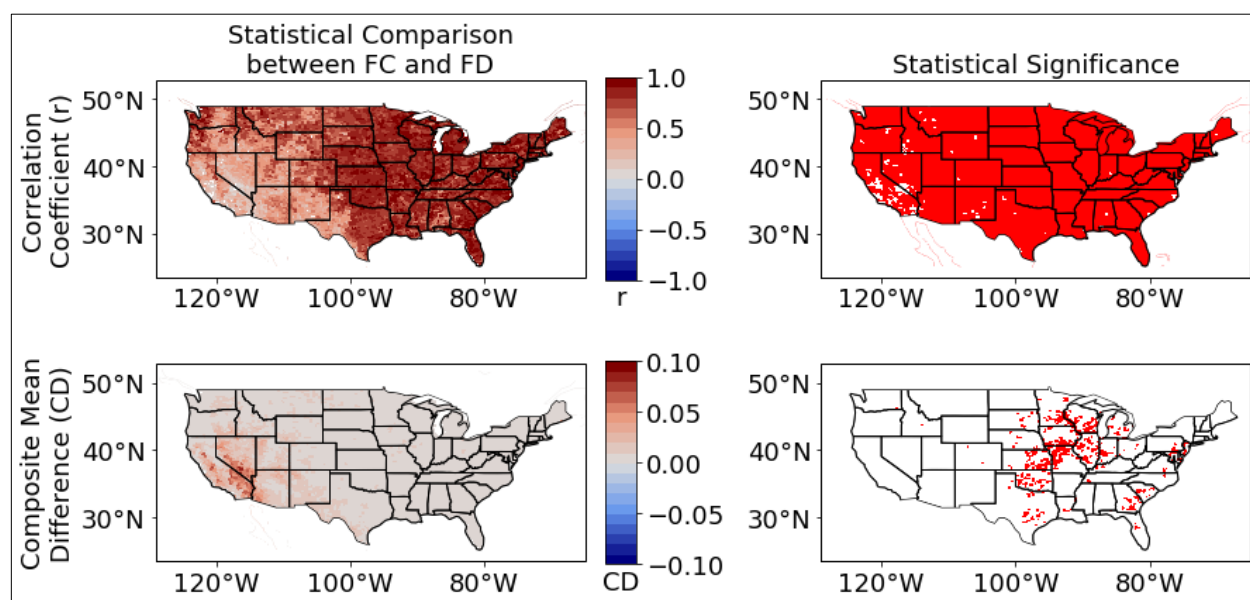 Statistical Comparison
between FC and FD
Statistical Significance
Correlation
Coefficient (r)
50°N
40°N
30°N
120°W
100°W
80°W
1.0
0.5
0.0
−0.5
−1.0
r
50°N
40°N
30°N
120°W
100°W
80°W
Composite Mean
Difference (CD)
50°N
40°N
30°N
120°W
100°W
80°W
0.10
0.05
0.00
−0.05
−0.10
CD
50°N
40°N
30°N
120°W
100°W
80°W